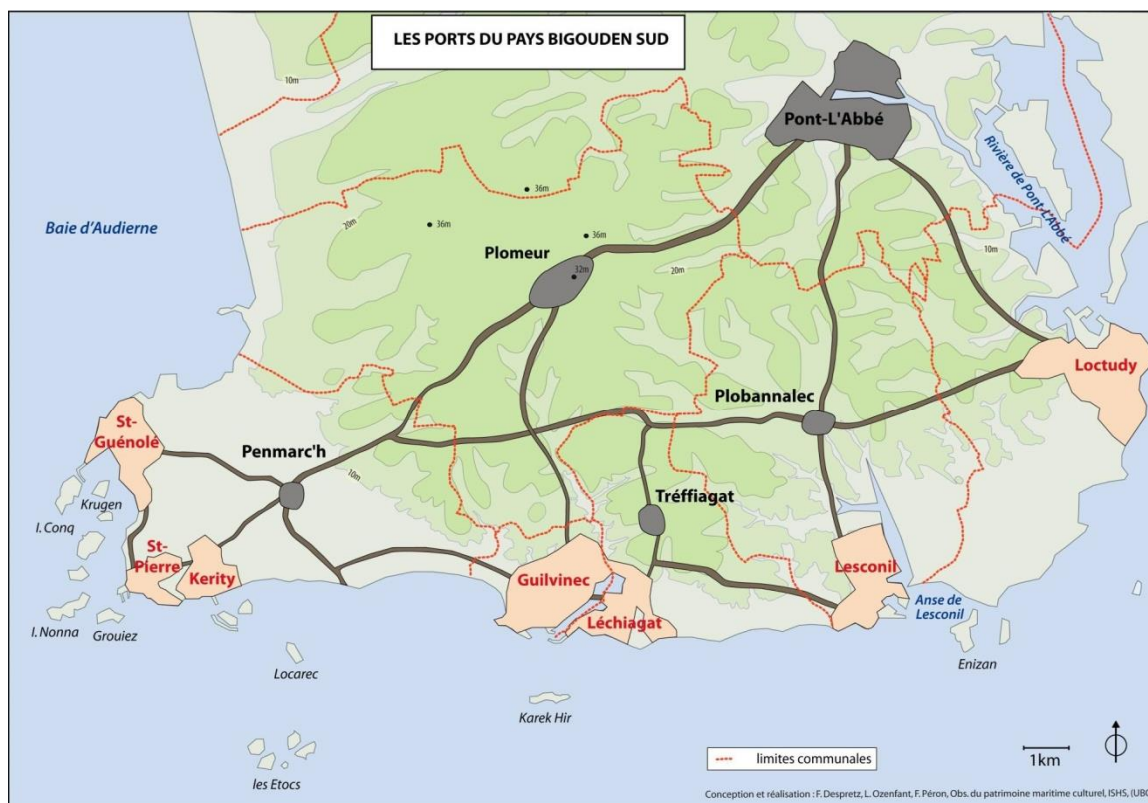 LES PORTS DU PAYS BIGOUDEN SUD
10m
Pont-L'Abbé
Rivière de Pont-L'Abbé
36m
20m
Baie d'Audierne
36m
36m
10m
Plomeur
20m
32m
Loctudy
Plobannalec
St-
Guénolé
Penmarc'h
10m
Tréffiagat
Krugen
I. Conq
St-
Pierre
Kerity
Guilvinec
Lesconil
Anse de
Lesconil
Léchiagat
I. Nonna
Grouiez
Enizan
Locarec
Karek Hir
les Etocs
limites communales
1km
Conception et réalisation : F. Despretz, L. Ozenfant, F. Péron, Obs. du patrimoine maritime culturel, ISHS, (UBO